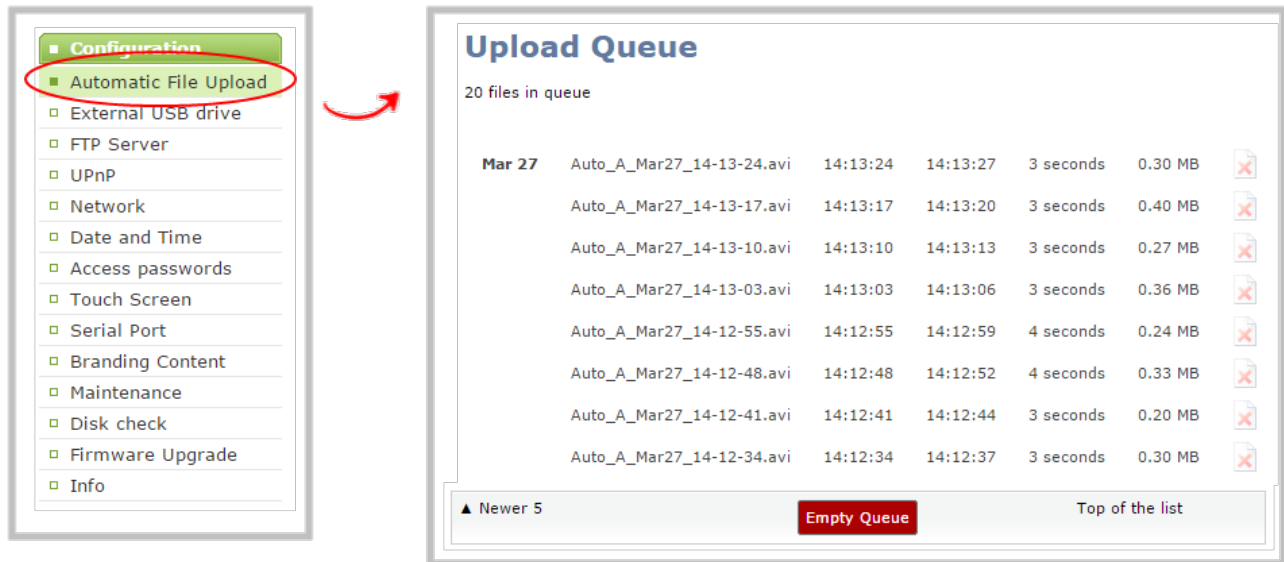 Configuration
Automatic File Upload
External USB drive
FTP Server
UPnP
Network
Date and Time
Access passwords
Touch Screen
Serial Port
Branding Content
Maintenance
Disk check
Firmware Upgrade
Info
Upload Queue
20 files in queue
Mar 27 Auto_A_Mar27_14-13-24.avi 14:13:24 14:13:27 3 seconds 0.30 MB
Auto_A_Mar27_14-13-17.avi 14:13:17 14:13:20 3 seconds 0.40 MB
Auto_A_Mar27_14-13-10.avi 14:13:10 14:13:13 3 seconds 0.27 MB
Auto_A_Mar27_14-13-03.avi 14:13:03 14:13:06 3 seconds 0.36 MB
Auto_A_Mar27_14-12-55.avi 14:12:55 14:12:59 4 seconds 0.24 MB
Auto_A_Mar27_14-12-48.avi 14:12:48 14:12:52 4 seconds 0.33 MB
Auto_A_Mar27_14-12-41.avi 14:12:41 14:12:44 3 seconds 0.20 MB
Auto_A_Mar27_14-12-34.avi 14:12:34 14:12:37 3 seconds 0.30 MB
▲ Newer 5 Empty Queue Top of the list